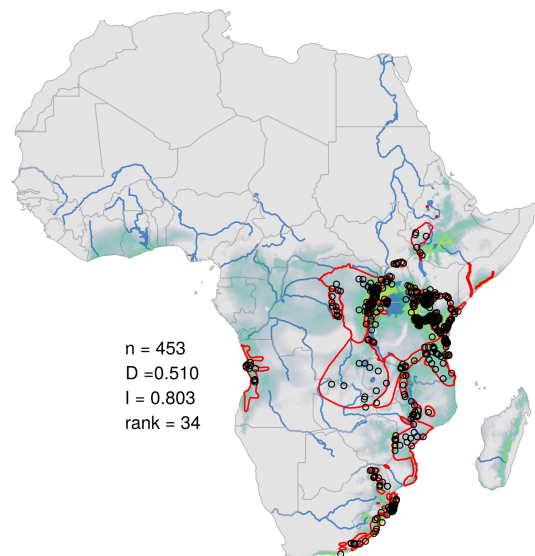 n = 453
D =0.510
I = 0.803
rank = 34